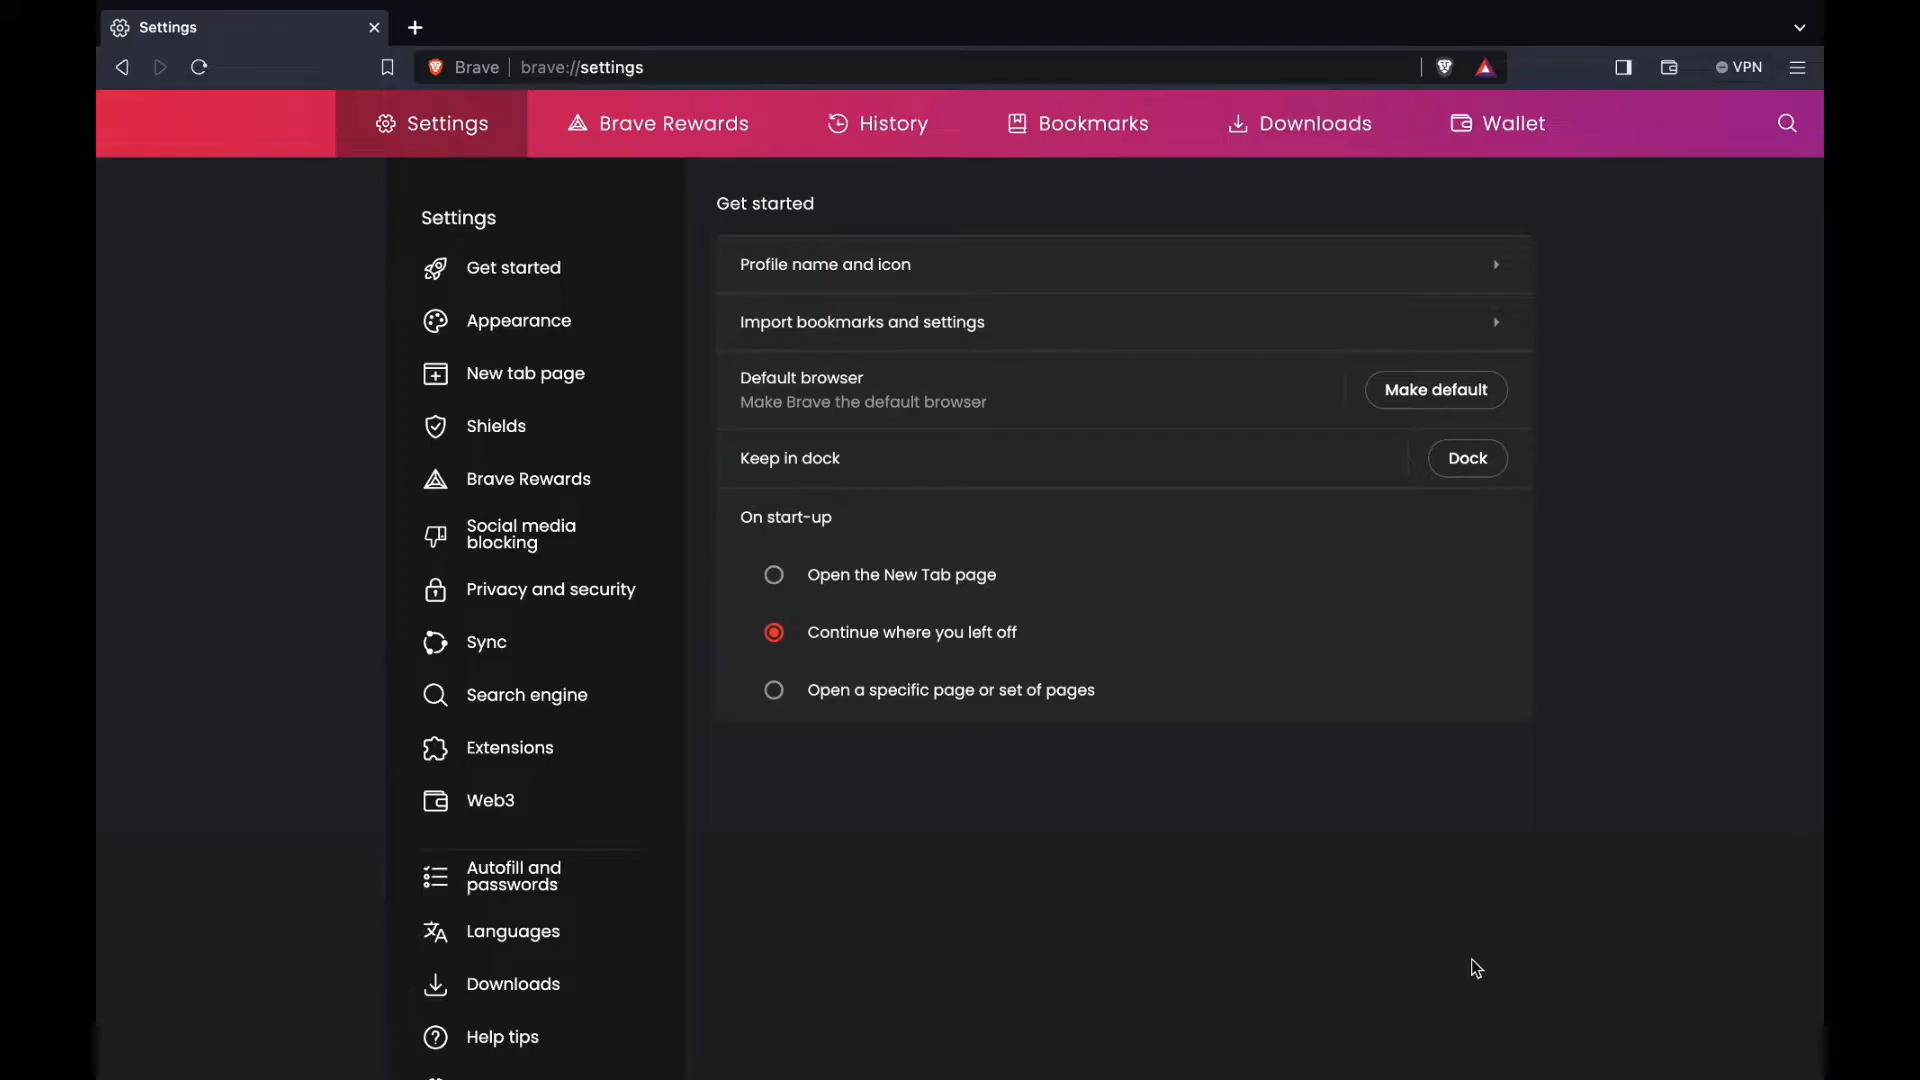 Settings
Brave
brave://settings
VPN
Settings
Brave Rewards
History
Bookmarks
Downloads
Wallet
Settings
Get started
Appearance
New tab page
Shields
Brave Rewards
Social media
blocking
Privacy and security
Sync
Search engine
Extensions
Web3
Autofill and
passwords
Languages
Downloads
Help tips
Get started
Profile name and icon
Import bookmarks and settings
Default browser
Make Brave the default browser
Make default
Keep in dock
Dock
On start-up
Open the New Tab page
Continue where you left off
Open a specific page or set of pages